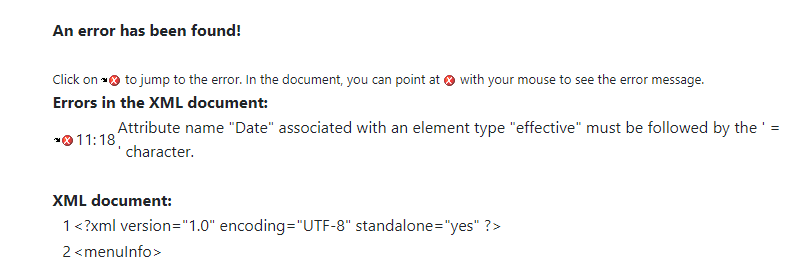 An error has been found!
Click on to jump to the error. In the document, you can point at with your mouse to see the error message.
Errors in the XML document:
11:18 Attribute name "Date" associated with an element type "effective" must be followed by the ' =
' character.
XML document:
1 <?xml version="1.0" encoding="UTF-8" standalone="yes" ?>
2 <menuInfo>